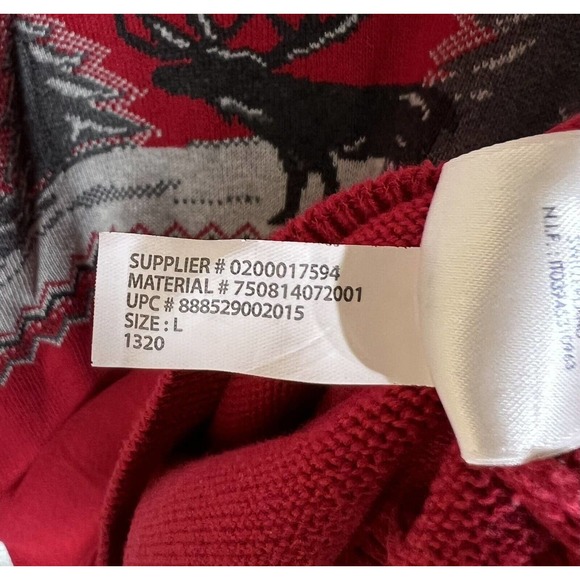 SUPPLIER # 0200017594
MATERIAL # 750814072001
UPC # 888529002015
SIZE : L
1320
N.I.F.: